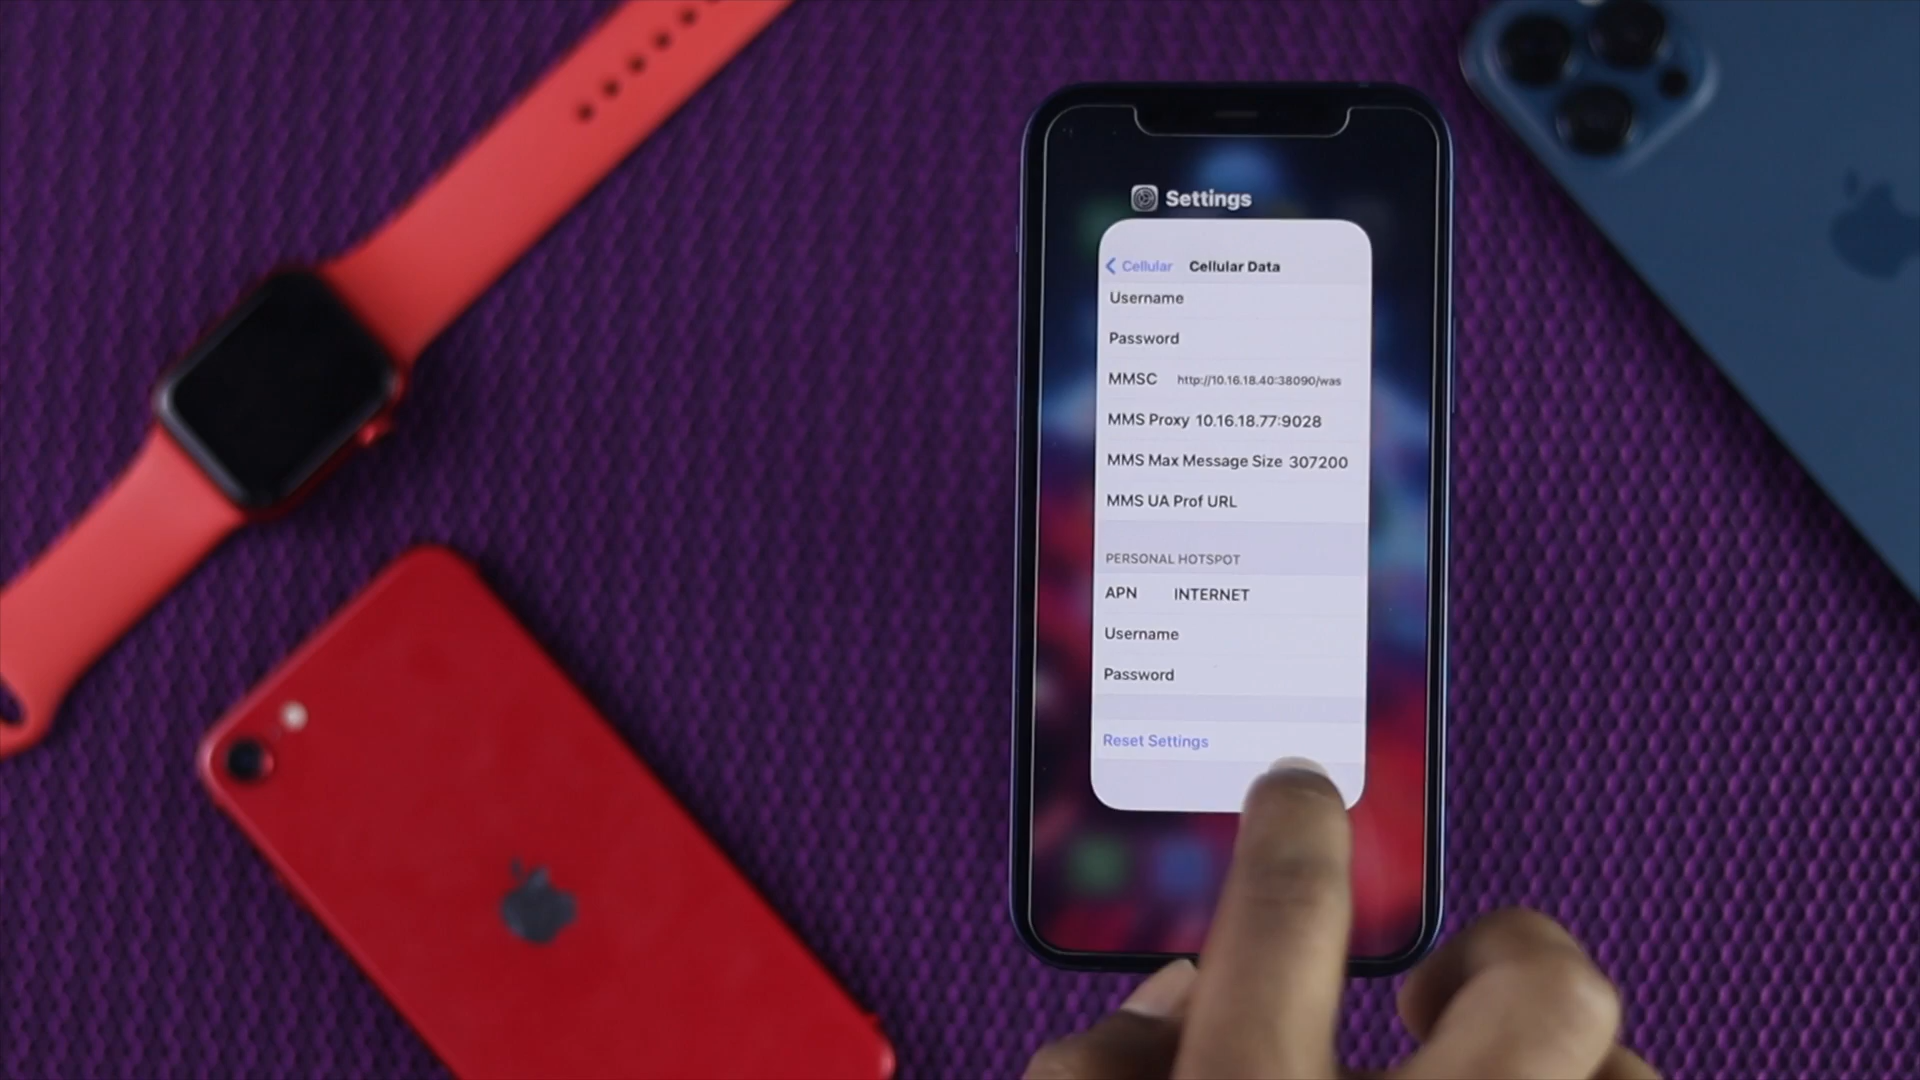 Settings
Cellular Cellular Data
Username
Password
MMSC http://10.16.18.40:38090/was
MMS Proxy 10.16.18.77:9028
MMS Max Message Size 307200
MMS UA Prof URL
PERSONAL HOTSPOT
APN INTERNET
Username
Password
Reset Settings